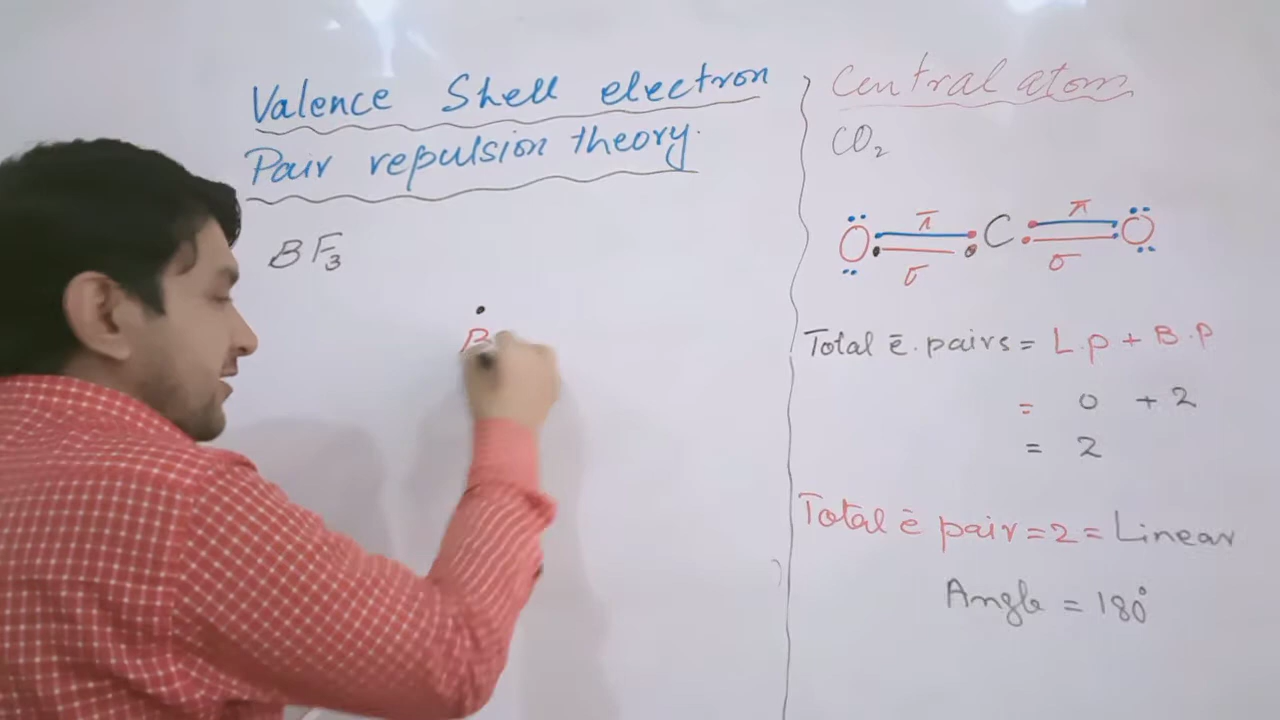 Valence Shell electron
Pair repulsion theory.
BF₃
B
Central atom
CO₂
π π
O C O
σ σ
Total ē. pairs = L.p + B.p
= 0 + 2
= 2
Total ē pair = 2 = Linear
Angle = 180°